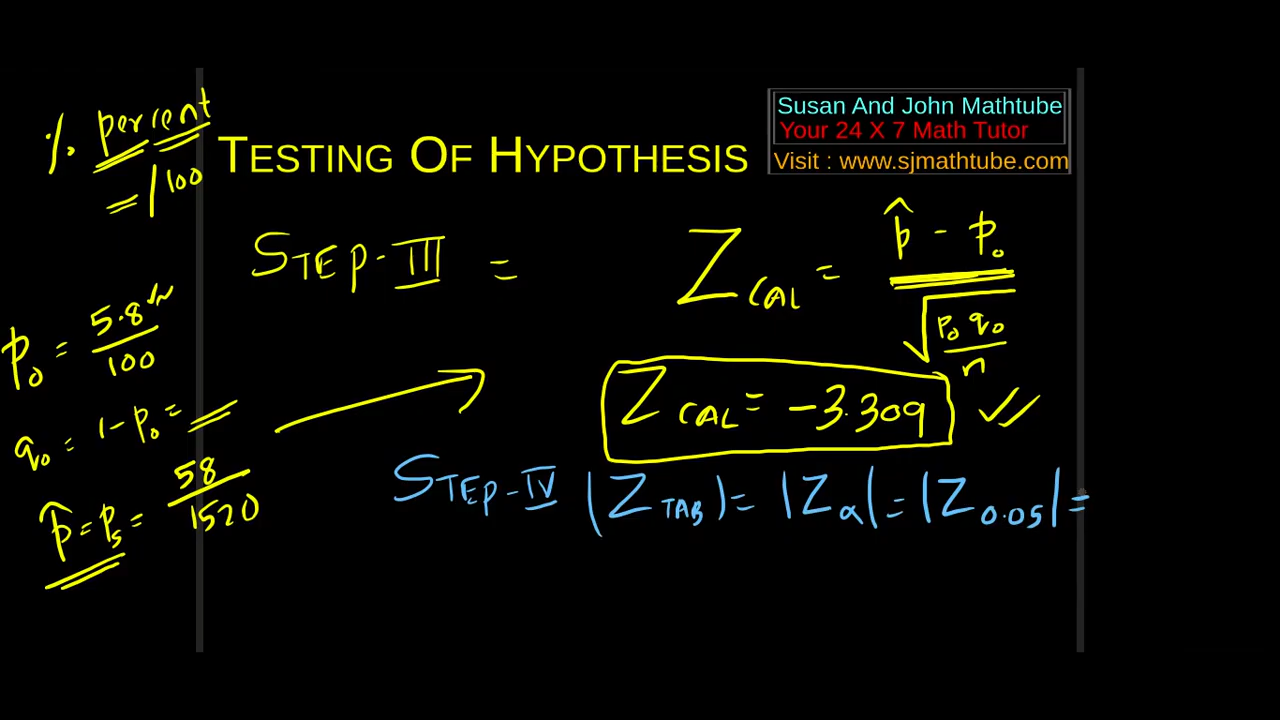 % percent
= /100
Susan And John Mathtube
Your 24 X 7 Math Tutor
Visit : www.sjmathtube.com
TESTING OF HYPOTHESIS
STEP-III =
Z CAL = p̂ - p₀ / √(p₀ q₀ / n)
p₀ = 5.8 / 100
q₀ = 1 - p₀ =
p̂ = pₛ = 58 / 1520
Z CAL = -3.309
STEP-IV |Z TAB| = |Zα| = |Z 0.05| =